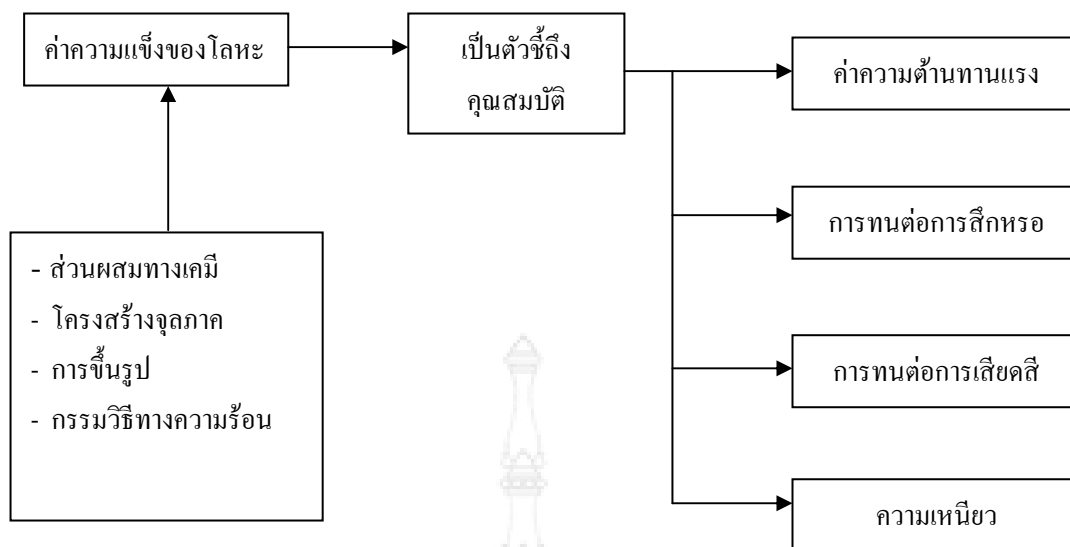 ค่าความแข็งของโลหะ
เป็นตัวชี้ถึง
คุณสมบัติ
ค่าความต้านทานแรง
การทนต่อการสึกหรอ
การทนต่อการเสียดสี
ความเหนียว
- ส่วนผสมทางเคมี
- โครงสร้างจุลภาค
- การขึ้นรูป
- กรรมวิธีทางความร้อน